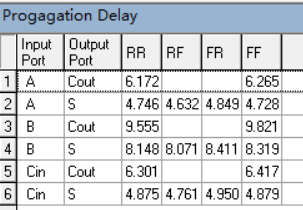 Progagation Delay
Input Port Output Port RR RF FR FF
1 A Cout 6.172 6.265
2 A S 4.746 4.632 4.849 4.728
3 B Cout 9.555 9.821
4 B S 8.148 8.071 8.411 8.319
5 Cin Cout 6.301 6.417
6 Cin S 4.875 4.761 4.950 4.879